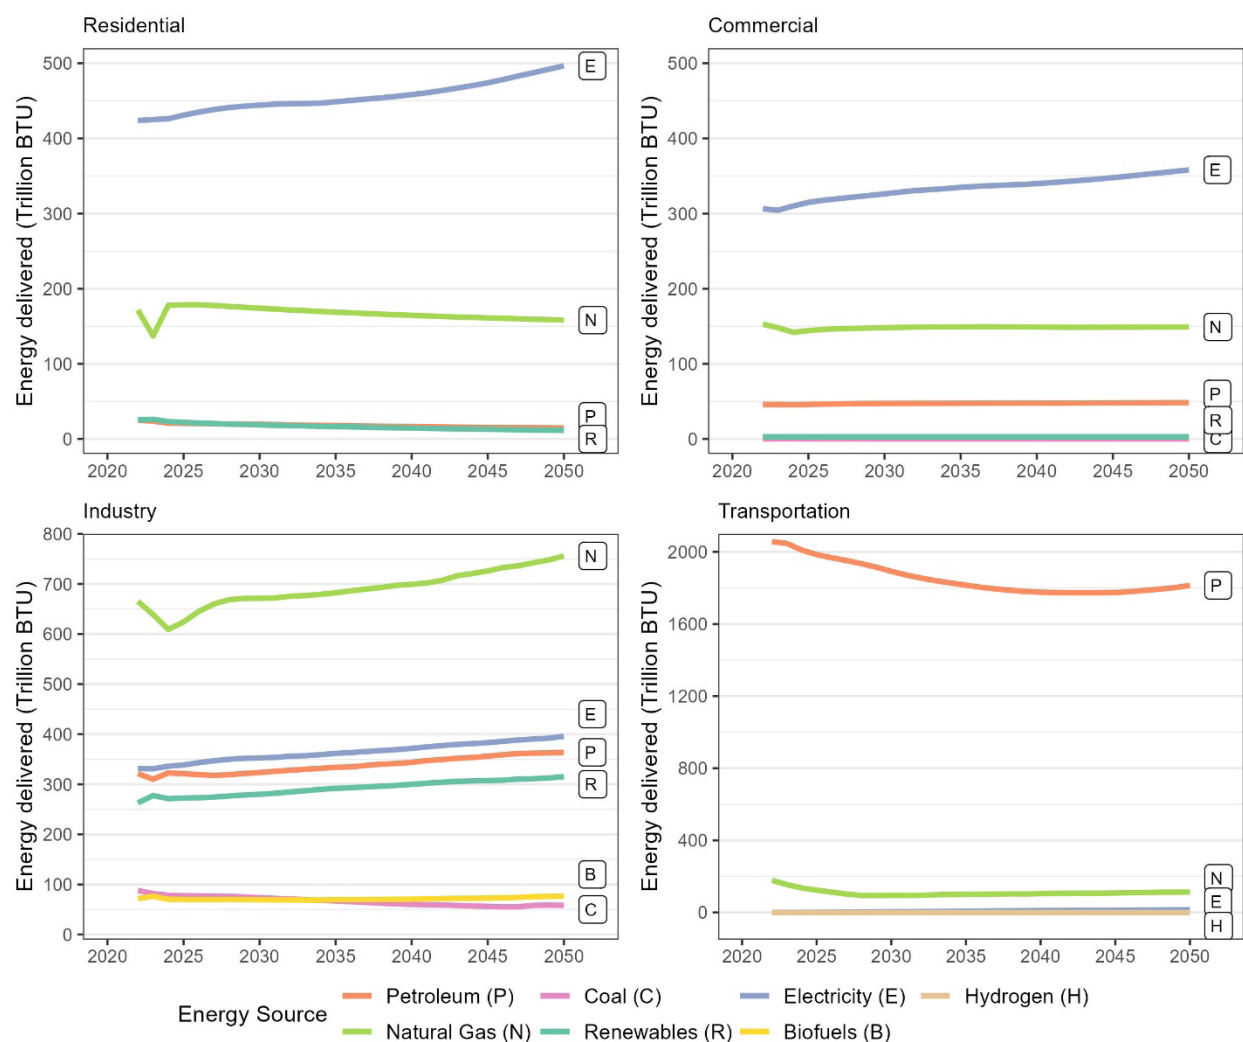 Residential
Commercial
Energy delivered (Trillion BTU)
500
400
300
200
100
0
E
N
P
R
2020 2025 2030 2035 2040 2045 2050
Energy delivered (Trillion BTU)
500
400
300
200
100
0
E
N
P
R
C
2020 2025 2030 2035 2040 2045 2050
Industry
Transportation
Energy delivered (Trillion BTU)
800
700
600
500
400
300
200
100
0
N
E
P
R
B
C
2020 2025 2030 2035 2040 2045 2050
Energy delivered (Trillion BTU)
2000
1600
1200
800
400
0
P
N
E
H
2020 2025 2030 2035 2040 2045 2050
Energy Source
Petroleum (P) Coal (C) Electricity (E) Hydrogen (H)
Natural Gas (N) Renewables (R) Biofuels (B)